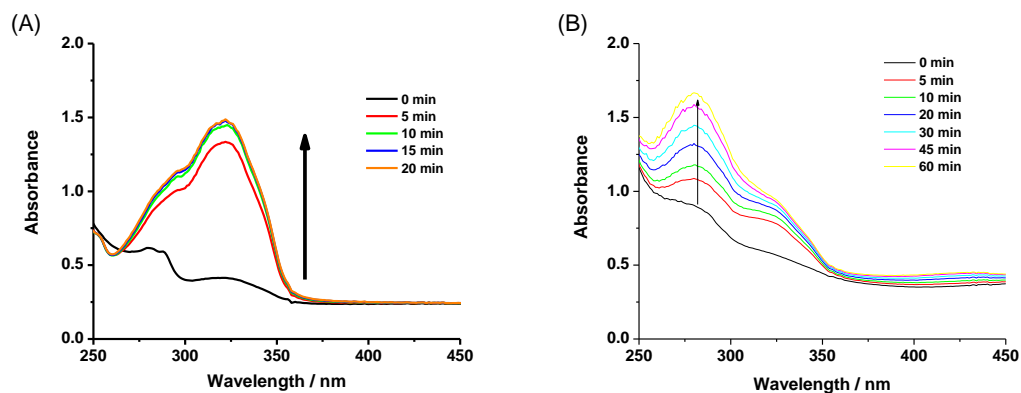 (A)
2.0
1.5
1.0
0.5
0.0
Absorbance
250
300
350
400
450
Wavelength / nm
0 min
5 min
10 min
15 min
20 min
(B)
2.0
1.5
1.0
0.5
0.0
Absorbance
250
300
350
400
450
Wavelength / nm
0 min
5 min
10 min
20 min
30 min
45 min
60 min